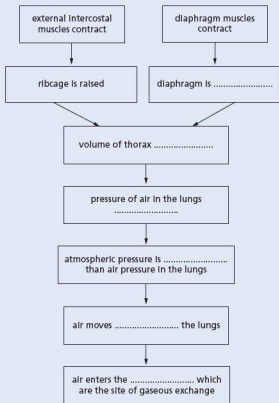 external intercostal
muscles contract
diaphragm muscles
contract
ribcage is raised
diaphragm is ........................
volume of thorax ........................
pressure of air in the lungs
..........................
atmospheric pressure is ..........................
than air pressure in the lungs
air moves .......................... the lungs
air enters the .......................... which
are the site of gaseous exchange